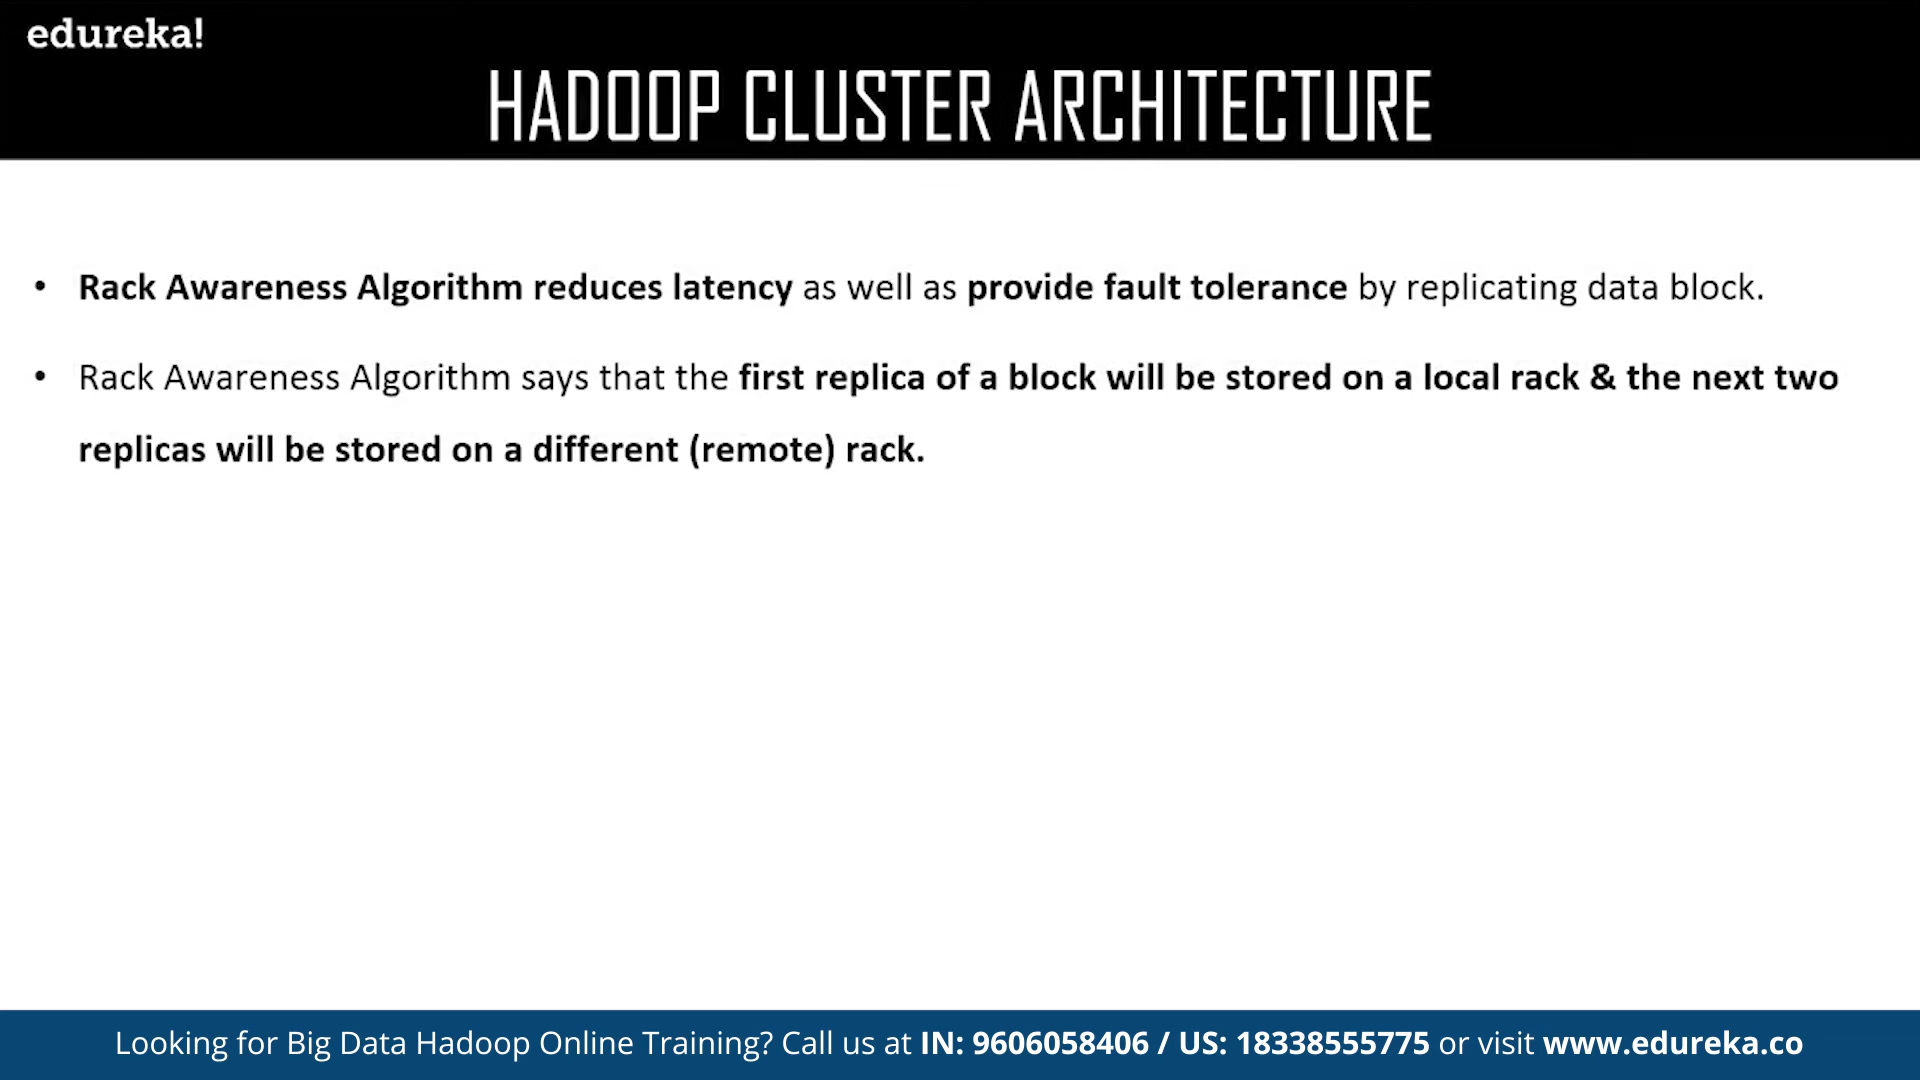 edureka!
HADOOP CLUSTER ARCHITECTURE
• Rack Awareness Algorithm reduces latency as well as provide fault tolerance by replicating data block.
• Rack Awareness Algorithm says that the first replica of a block will be stored on a local rack & the next two
replicas will be stored on a different (remote) rack.
Looking for Big Data Hadoop Online Training? Call us at IN: 9606058406 / US: 18338555775 or visit www.edureka.co